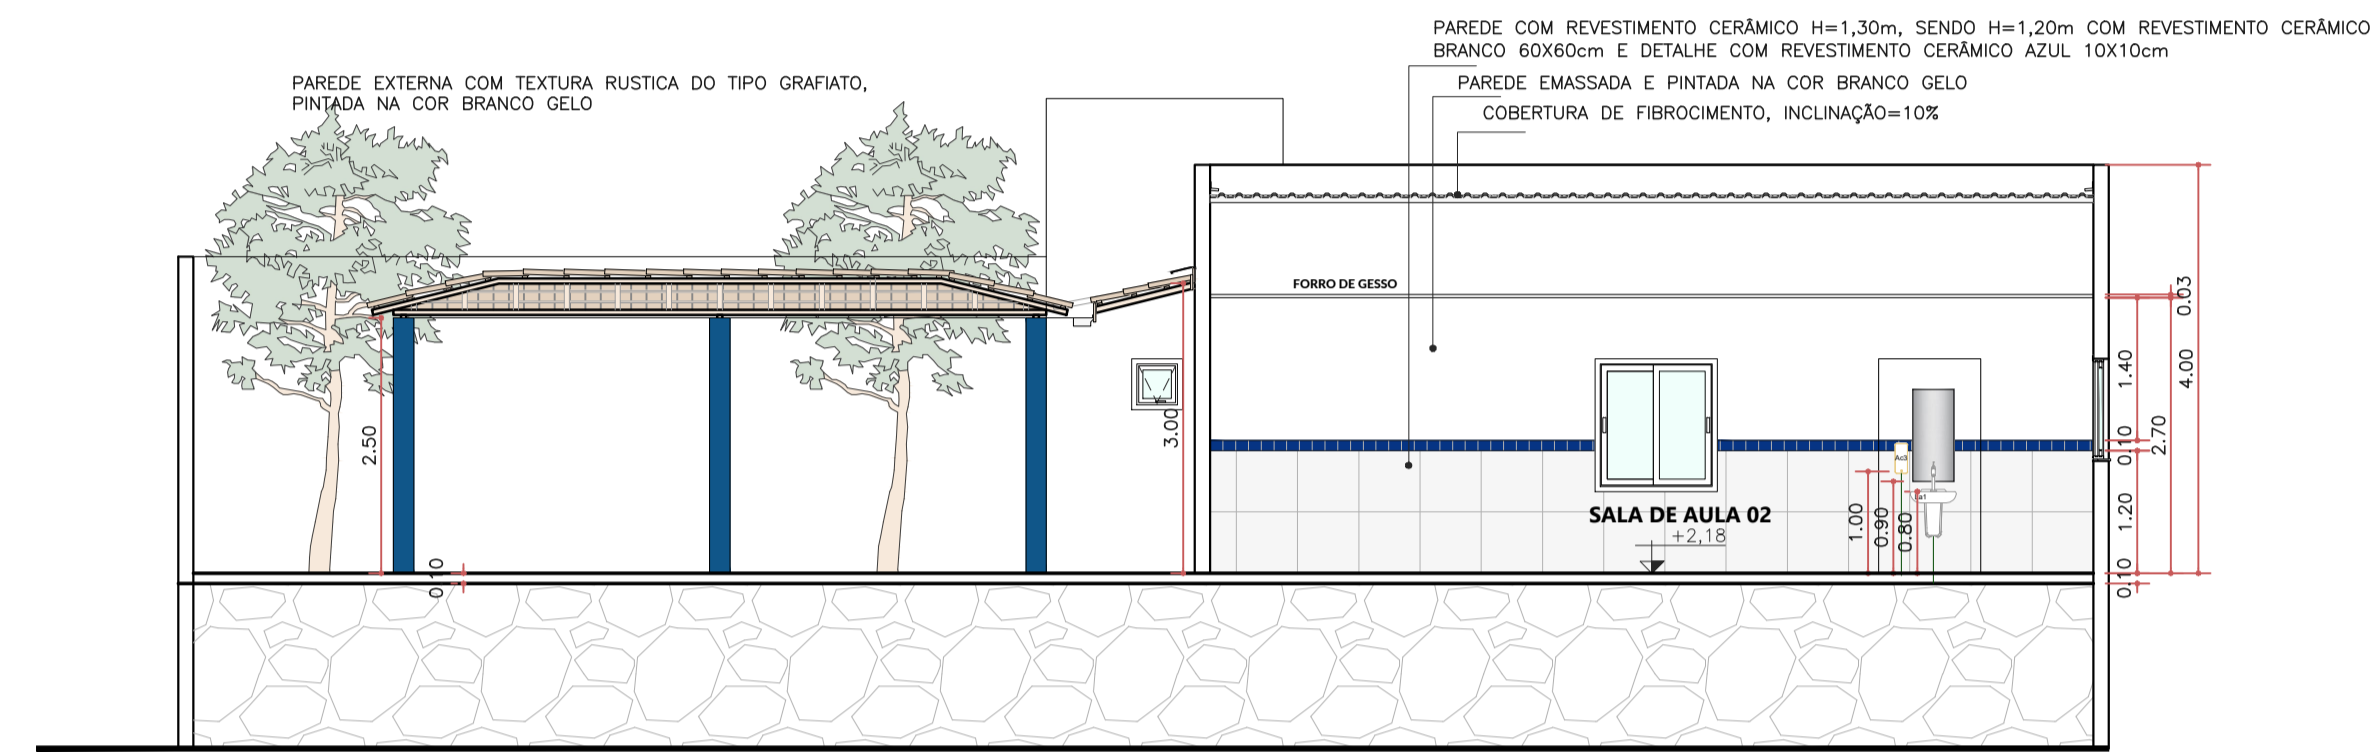 PAREDE COM REVESTIMENTO CERÂMICO H=1,30m, SENDO H=1,20m COM REVESTIMENTO CERÂMICO
BRANCO 60X60cm E DETALHE COM REVESTIMENTO CERÂMICO AZUL 10X10cm
PAREDE EXTERNA COM TEXTURA RUSTICA DO TIPO GRAFIATO,
PINTADA NA COR BRANCO GELO
PAREDE EMASSADA E PINTADA NA COR BRANCO GELO
COBERTURA DE FIBROCIMENTO, INCLINAÇÃO=10%
FORRO DE GESSO
0.03
1.40
4.00
2.50
3.00
0.10
2.70
Ac3
La1
SALA DE AULA 02
+2,18
1.00
0.90
0.80
1.20
0.10
0.10